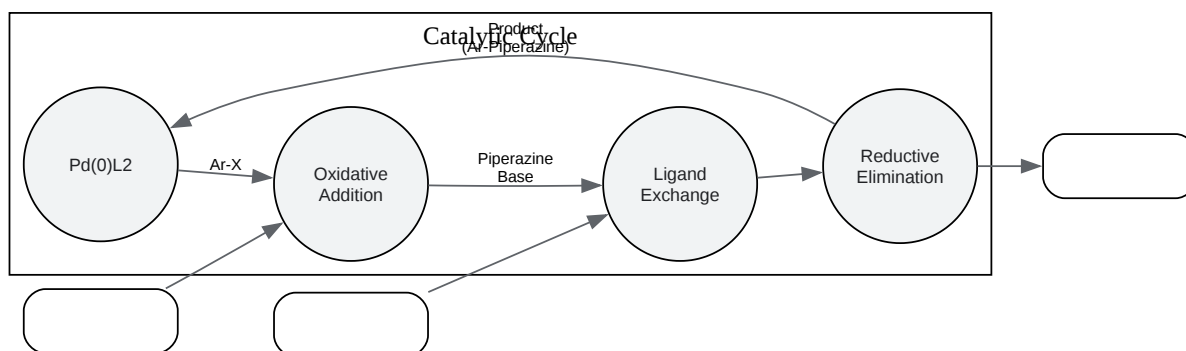 Catalytic Cycle
Product
(Ar-Piperazine)
Pd(0)L2
Ar-X
Oxidative
Addition
Piperazine
Base
Ligand
Exchange
Reductive
Elimination